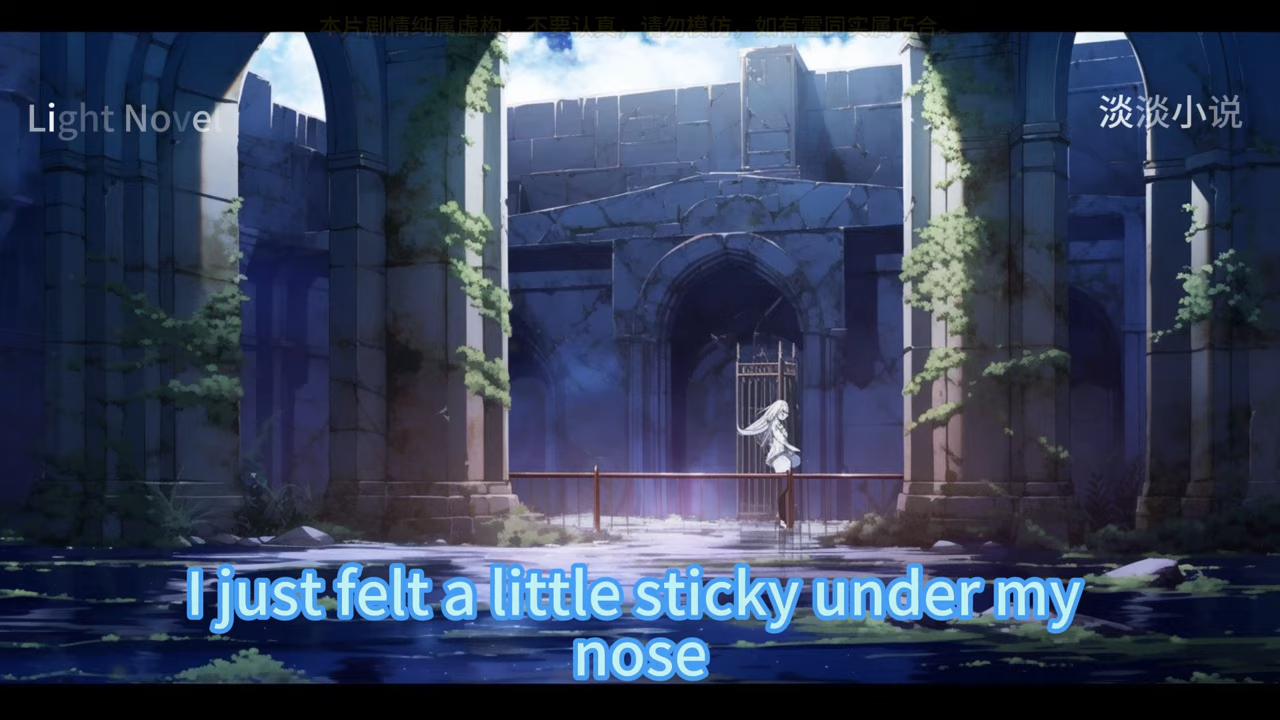 本片剧情纯属虚构，不要认真，请勿模仿，如有雷同实属巧合。
Light Novel
淡淡小说
I just felt a little sticky under my
nose